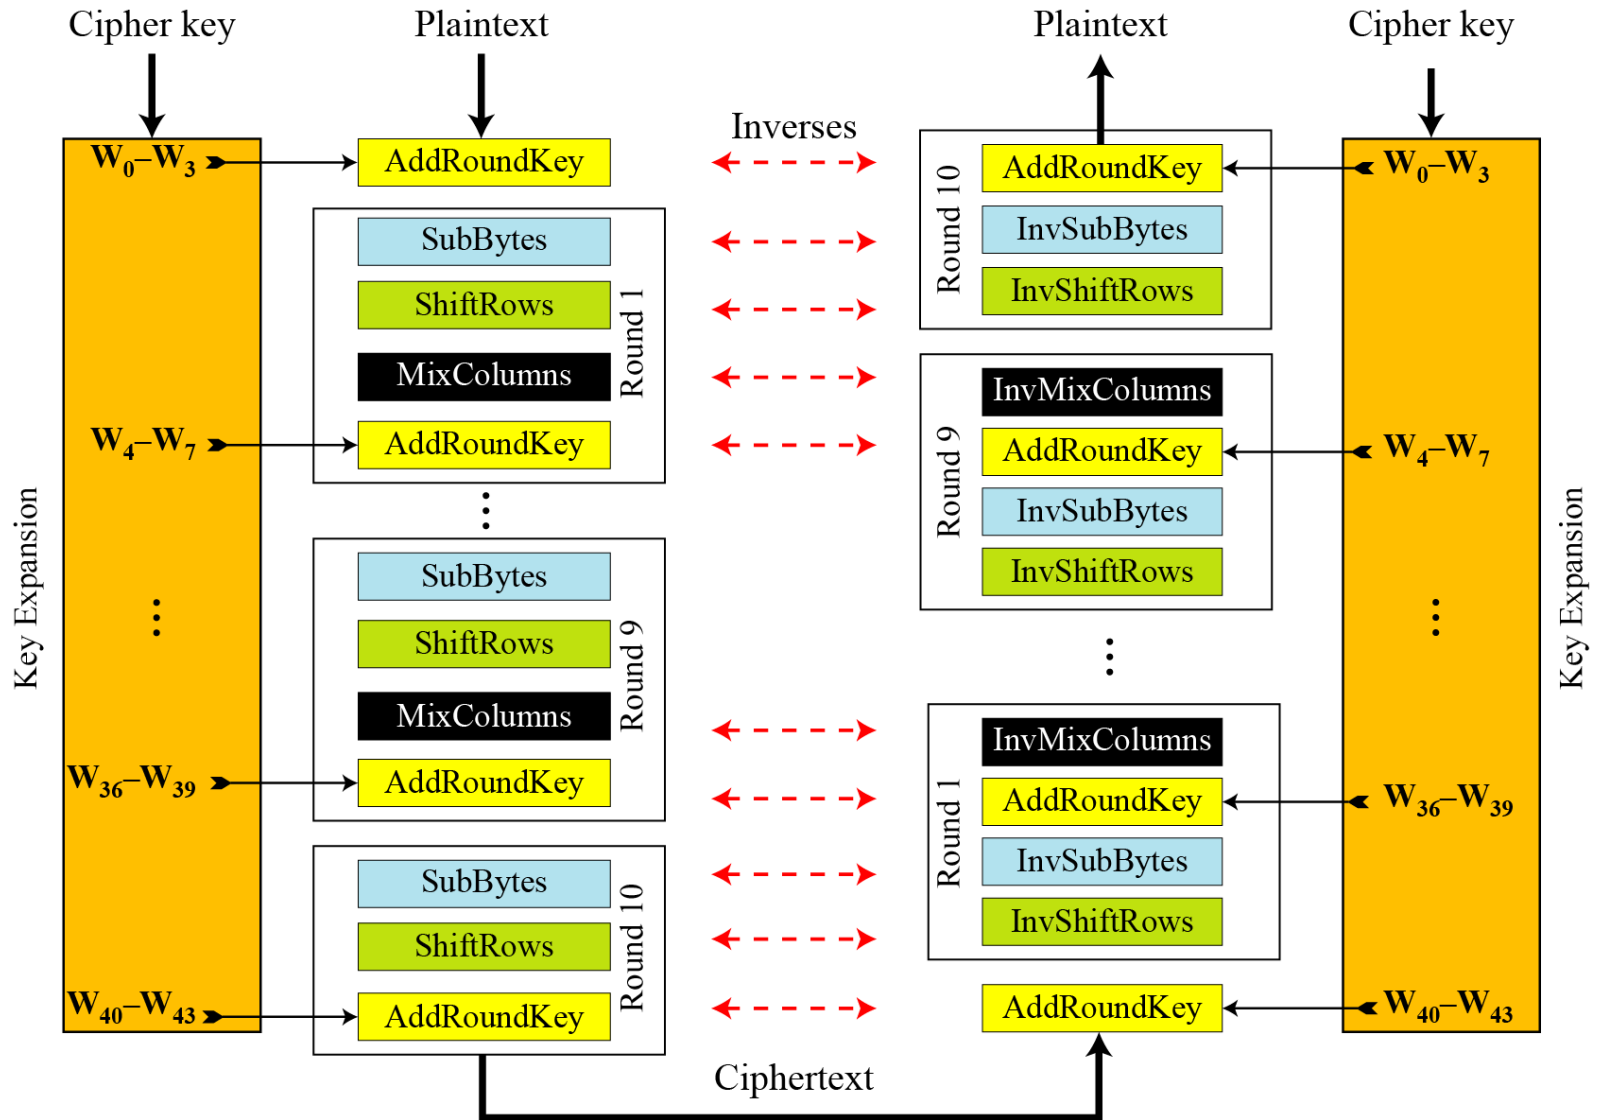 Cipher key
Plaintext
Plaintext
Cipher key
Inverses
Key Expansion
W0–W3
W4–W7
W36–W39
W40–W43
AddRoundKey
Round 1
SubBytes
ShiftRows
MixColumns
AddRoundKey
Round 9
SubBytes
ShiftRows
MixColumns
AddRoundKey
Round 10
SubBytes
ShiftRows
AddRoundKey
Round 10
AddRoundKey
InvSubBytes
InvShiftRows
Round 9
InvMixColumns
AddRoundKey
InvSubBytes
InvShiftRows
Round 1
InvMixColumns
AddRoundKey
InvSubBytes
InvShiftRows
AddRoundKey
W0–W3
W4–W7
W36–W39
W40–W43
Key Expansion
Ciphertext